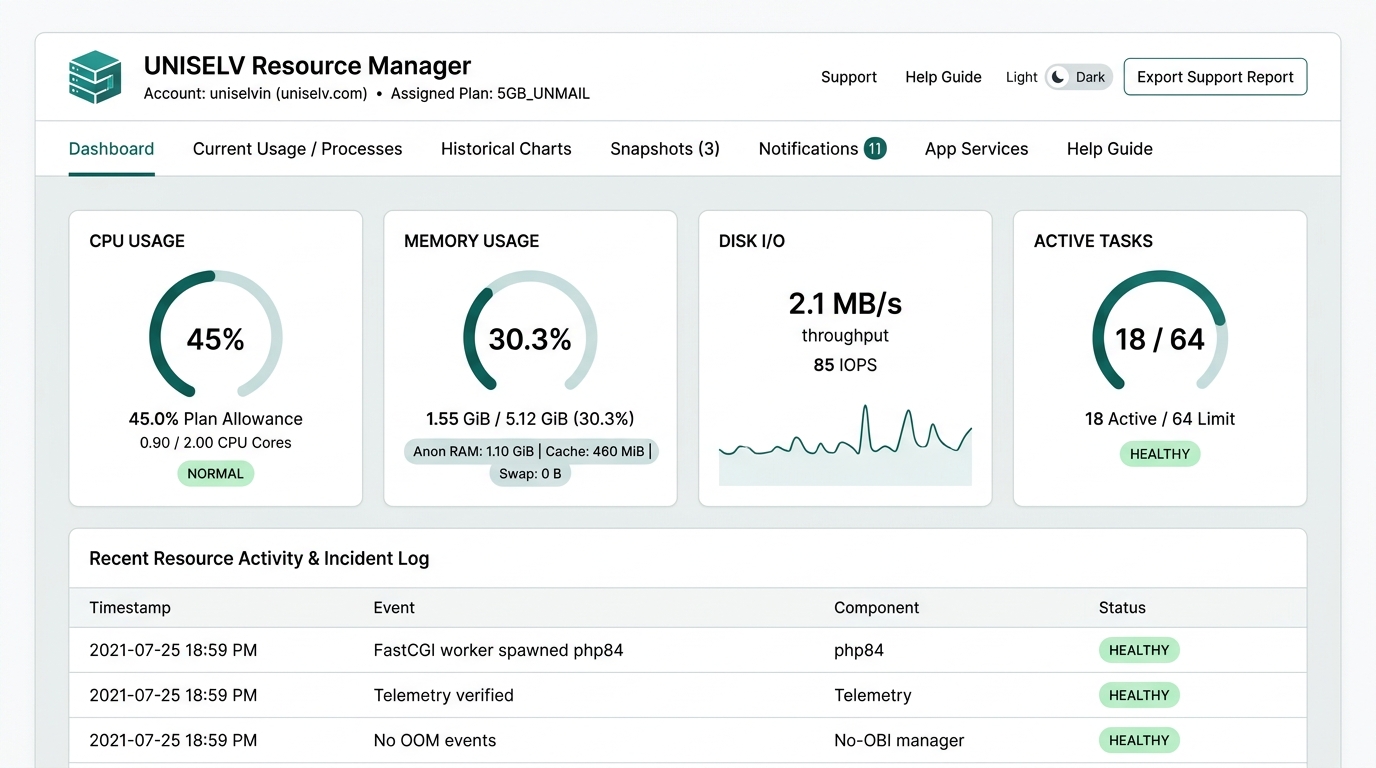 UNISELV Resource Manager
Account: uniselvin (uniselv.com) • Assigned Plan: 5GB_UNMAIL
Support
Help Guide
Light
Dark
Export Support Report
Dashboard
Current Usage / Processes
Historical Charts
Snapshots (3)
Notifications 11
App Services
Help Guide
CPU USAGE
45%
45.0% Plan Allowance
0.90 / 2.00 CPU Cores
NORMAL
MEMORY USAGE
30.3%
1.55 GiB / 5.12 GiB (30.3%)
Anon RAM: 1.10 GiB | Cache: 460 MiB |
Swap: 0 B
DISK I/O
2.1 MB/s
throughput
85 IOPS
ACTIVE TASKS
18 / 64
18 Active / 64 Limit
HEALTHY
Recent Resource Activity & Incident Log
Timestamp Event Component Status
2021-07-25 18:59 PM FastCGI worker spawned php84 php84 HEALTHY
2021-07-25 18:59 PM Telemetry verified Telemetry HEALTHY
2021-07-25 18:59 PM No OOM events No-OBI manager HEALTHY